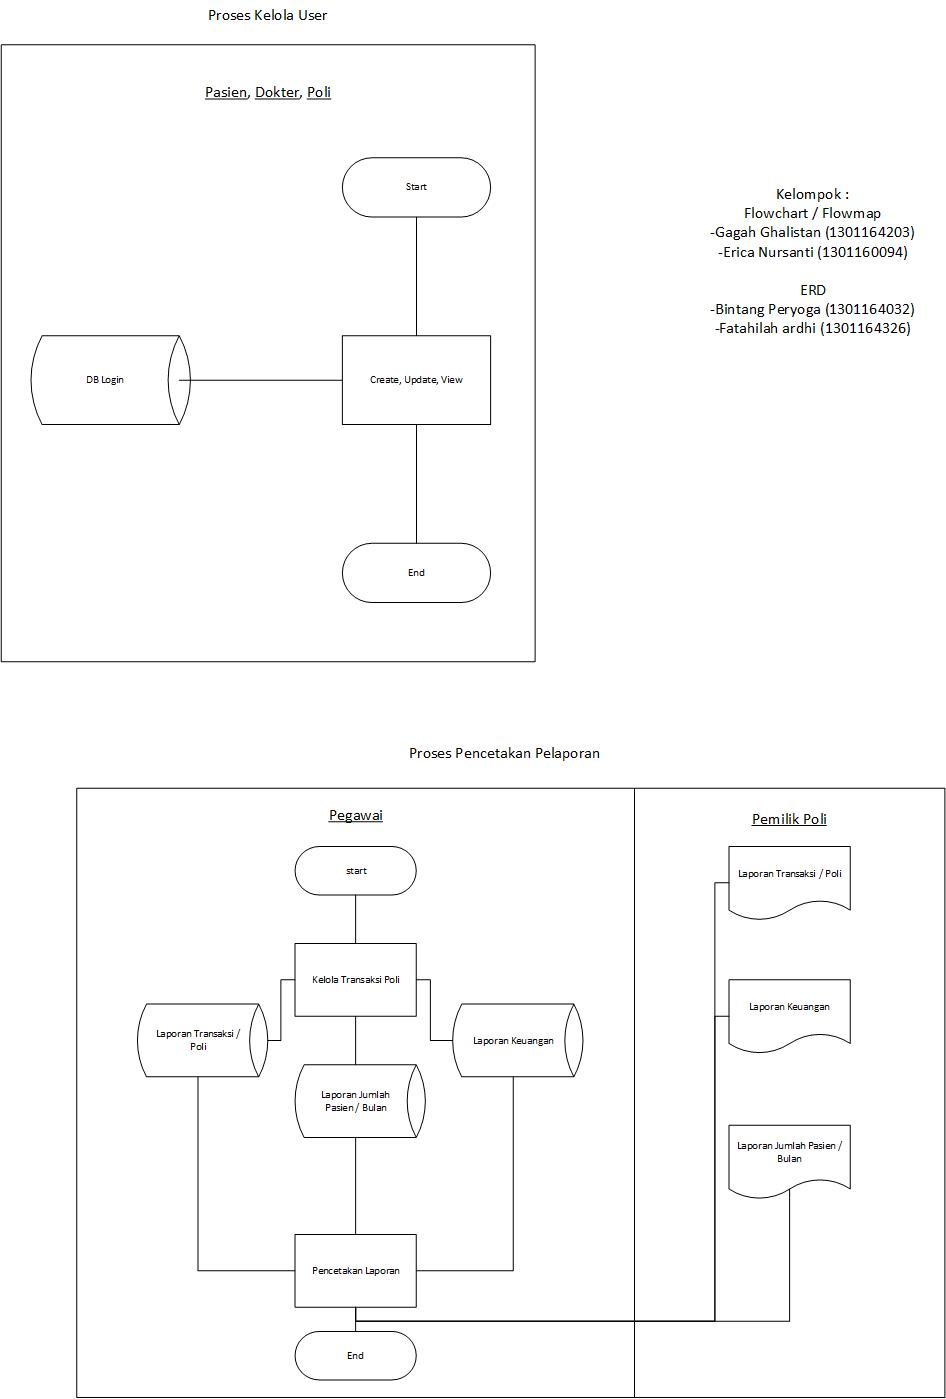 Proses Kelola User
Pasien, Dokter, Poli
Start
DB Login
Create, Update, View
End
Kelompok :
Flowchart / Flowmap
-Gagah Ghalistan (1301164203)
-Erica Nursanti (1301160094)
ERD
-Bintang Peryoga (1301164032)
-Fatahilah ardhi (1301164326)
Proses Pencetakan Pelaporan
Pegawai
start
Kelola Transaksi Poli
Laporan Transaksi /
Poli
Laporan Keuangan
Laporan Jumlah
Pasien / Bulan
Pencetakan Laporan
End
Pemilik Poli
Laporan Transaksi / Poli
Laporan Keuangan
Laporan Jumlah Pasien /
Bulan